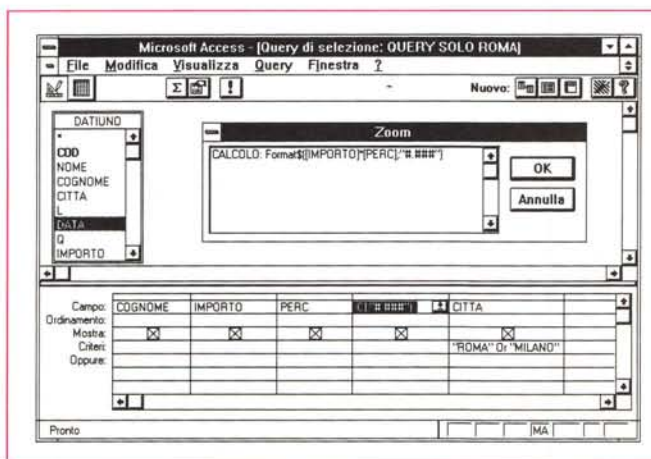 Microsoft Access - [Query di selezione: QUERY SOLO ROMA]
File Modifica Visualizza Query Finestra ?
Σ ! Nuovo: ?
DATIUNO
*
COD
NOME
COGNOME
CITTA
L
DATA
Q
IMPORTO
Zoom
CALCOLO: Format$([IMPORTO]*[PERC];"#.###")
OK
Annulla
Campo: COGNOME IMPORTO PERC CITTA
Ordinamento:
Mostra:
Criteri: "ROMA" Or "MILANO"
Oppure:
Pronto MA